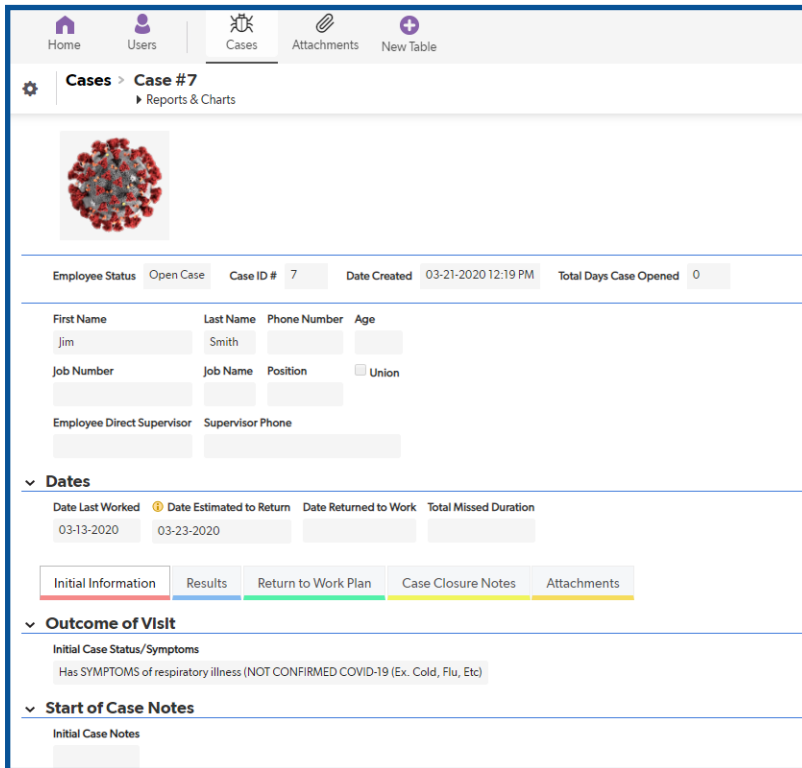 Home Users Cases Attachments New Table
Cases > Case #7
Reports & Charts
Employee Status Open Case Case ID # 7 Date Created 03-21-2020 12:19 PM Total Days Case Opened 0
First Name Last Name Phone Number Age
Jim Smith
Job Number Job Name Position Union
Employee Direct Supervisor Supervisor Phone
Dates
Date Last Worked Date Estimated to Return Date Returned to Work Total Missed Duration
03-13-2020 03-23-2020
Initial Information Results Return to Work Plan Case Closure Notes Attachments
Outcome of VIsit
Initial Case Status/Symptoms
Has SYMPTOMS of respiratory illness (NOT CONFIRMED COVID-19 (Ex. Cold, Flu, Etc)
Start of Case Notes
Initial Case Notes